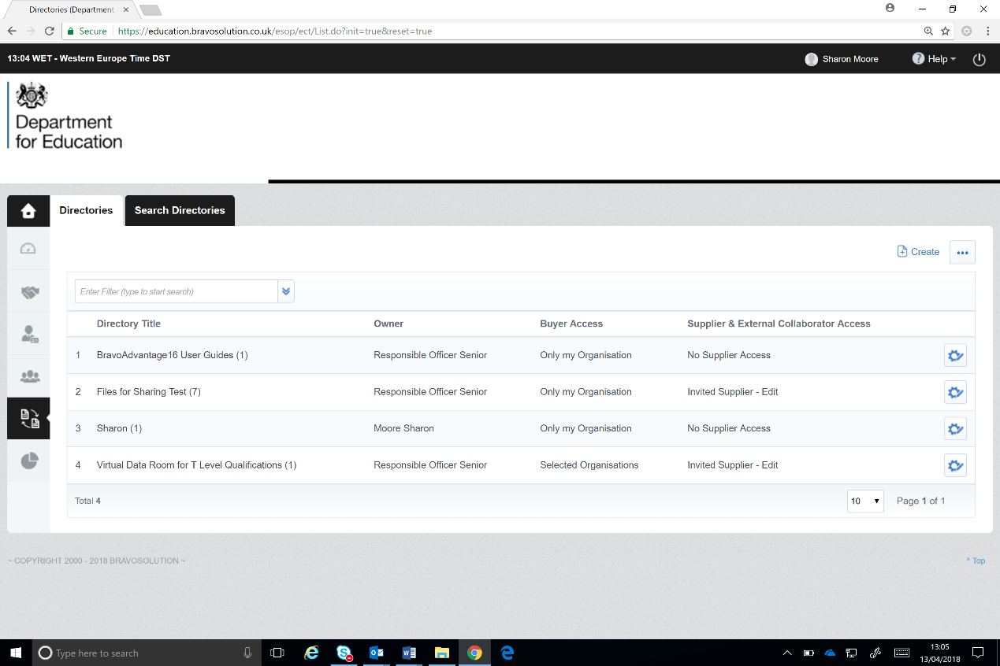 Directories (Department
Secure
https://education.bravosolution.co.uk/esop/ect/List.do?init=true&reset=true
13:04 WET - Western Europe Time DST
Sharon Moore
? Help
Department
for Education
Directories
Search Directories
Create
Enter Filter (type to start search)
Directory Title Owner Buyer Access Supplier & External Collaborator Access
1 BravoAdvantage16 User Guides (1) Responsible Officer Senior Only my Organisation No Supplier Access
2 Files for Sharing Test (7) Responsible Officer Senior Only my Organisation Invited Supplier - Edit
3 Sharon (1) Moore Sharon Only my Organisation No Supplier Access
4 Virtual Data Room for T Level Qualifications (1) Responsible Officer Senior Selected Organisations Invited Supplier - Edit
Total 4
10
Page 1 of 1
~ COPYRIGHT 2000 - 2018 BRAVOSOLUTION ~
^ Top
Type here to search
13:05
13/04/2018